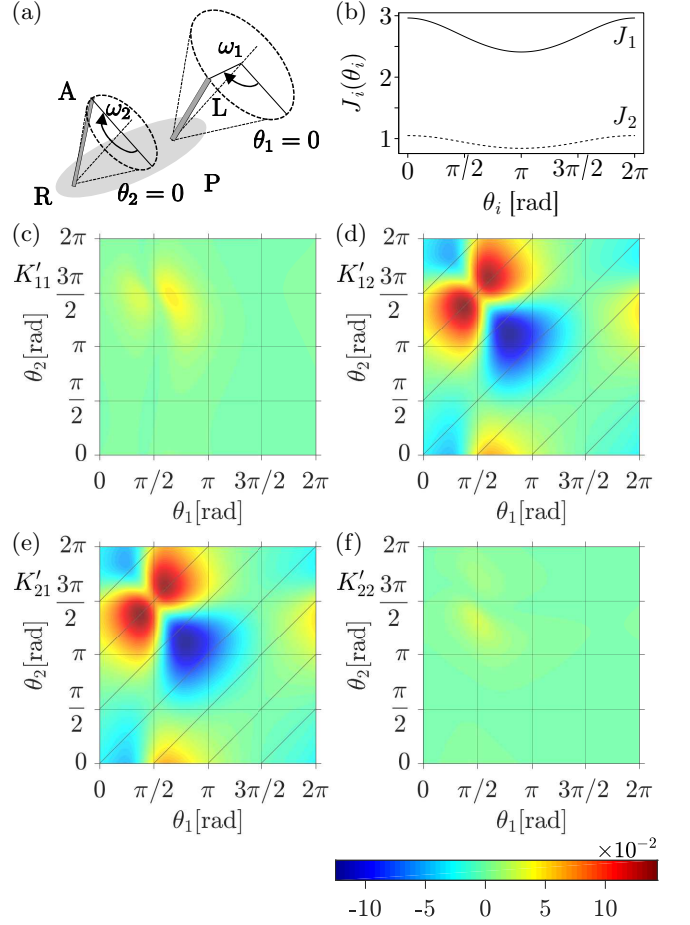 (a)
A
ω₂
ω₁
L
θ₁ = 0
R
θ₂ = 0
P
(b)
3
2
1
Jᵢ(θᵢ)
J₁
J₂
0 π/2 π 3π/2 2π
θᵢ [rad]
(c)
K′₁₁
2π
3π/2
π
π/2
0
θ₂[rad]
0 π/2 π 3π/2 2π
θ₁[rad]
(d)
K′₁₂
2π
3π/2
π
π/2
0
θ₂[rad]
0 π/2 π 3π/2 2π
θ₁[rad]
(e)
K′₂₁
2π
3π/2
π
π/2
0
θ₂[rad]
0 π/2 π 3π/2 2π
θ₁[rad]
(f)
K′₂₂
2π
3π/2
π
π/2
0
θ₂[rad]
0 π/2 π 3π/2 2π
θ₁[rad]
×10⁻²
-10 -5 0 5 10